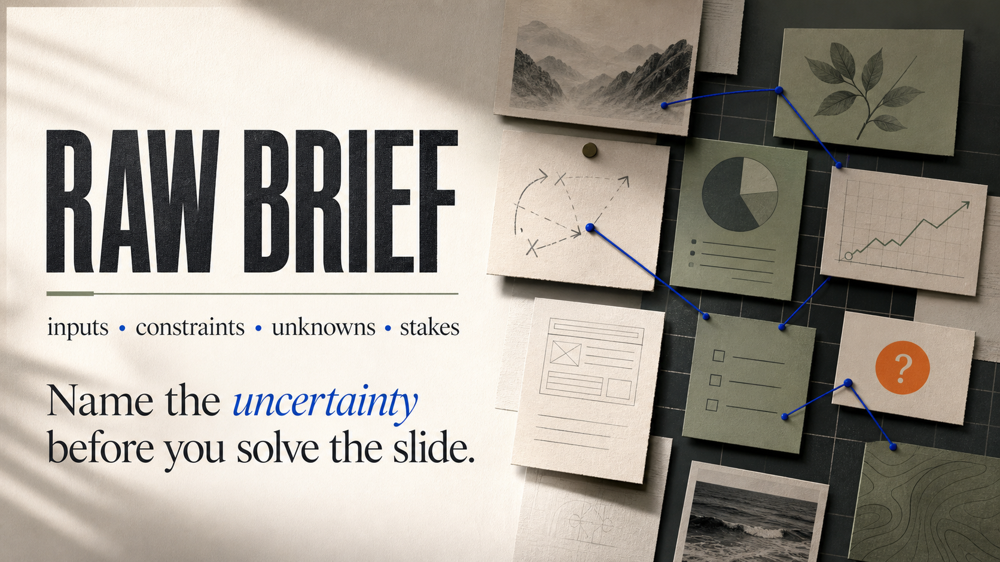 RAW BRIEF
inputs • constraints • unknowns • stakes
Name the uncertainty
before you solve the slide.
?